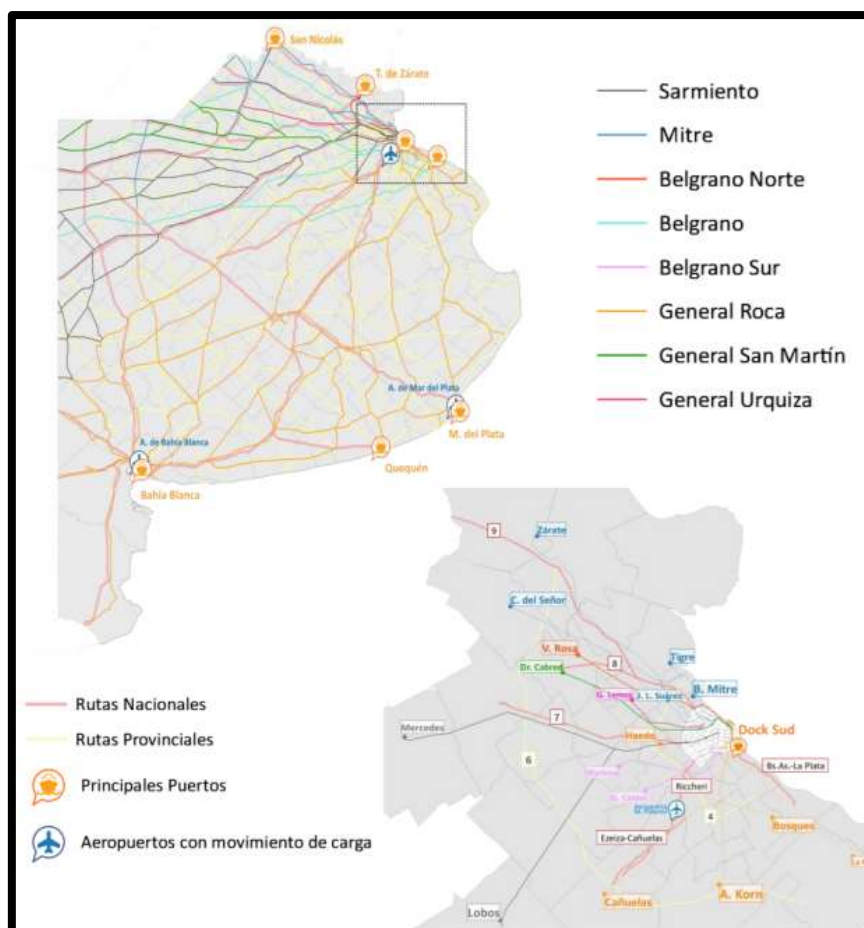 San Nicolás
T. de Zárate
Sarmiento
Mitre
Belgrano Norte
Belgrano
Belgrano Sur
General Roca
General San Martín
General Urquiza
A. de Mar del Plata
M. del Plata
A. de Bahía Blanca
Quequén
Bahía Blanca
Rutas Nacionales
Rutas Provinciales
Principales Puertos
Aeropuertos con movimiento de carga
9
Zárate
C. del Señor
V. Rosa
8
Tigre
Dr. Cabred
G. Lemos
J. L. Suárez
B. Mitre
7
Mercedes
Haedo
Dock Sud
6
Bs.As.-La Plata
Riccheri
4
Bosques
Ezeiza-Cañuelas
Cañuelas
A. Korn
Lobos